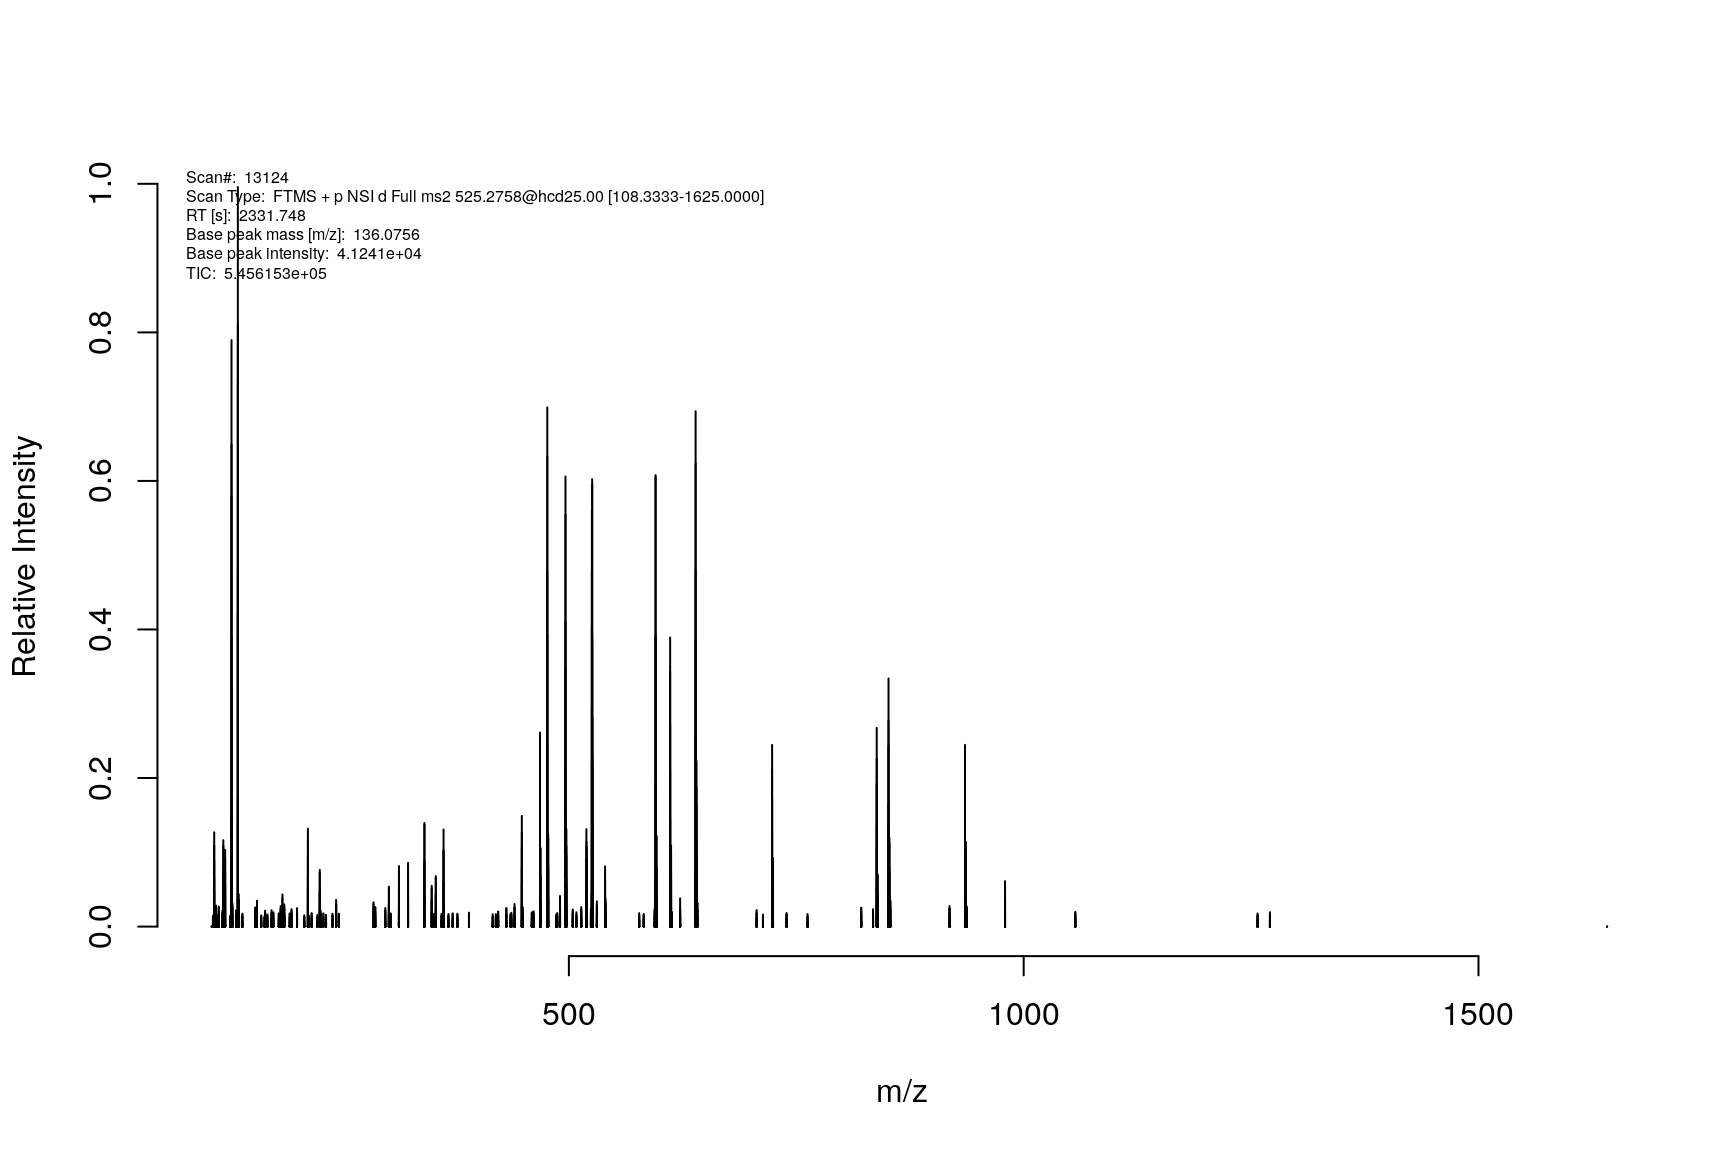 Scan#: 13124
Scan Type: FTMS + p NSI d Full ms2 525.2758@hcd25.00 [108.3333-1625.0000]
RT [s]: 2331.748
Base peak mass [m/z]: 136.0756
Base peak intensity: 4.1241e+04
TIC: 5.456153e+05
1.0
0.8
0.6
0.4
0.2
0.0
Relative Intensity
500 1000 1500
m/z